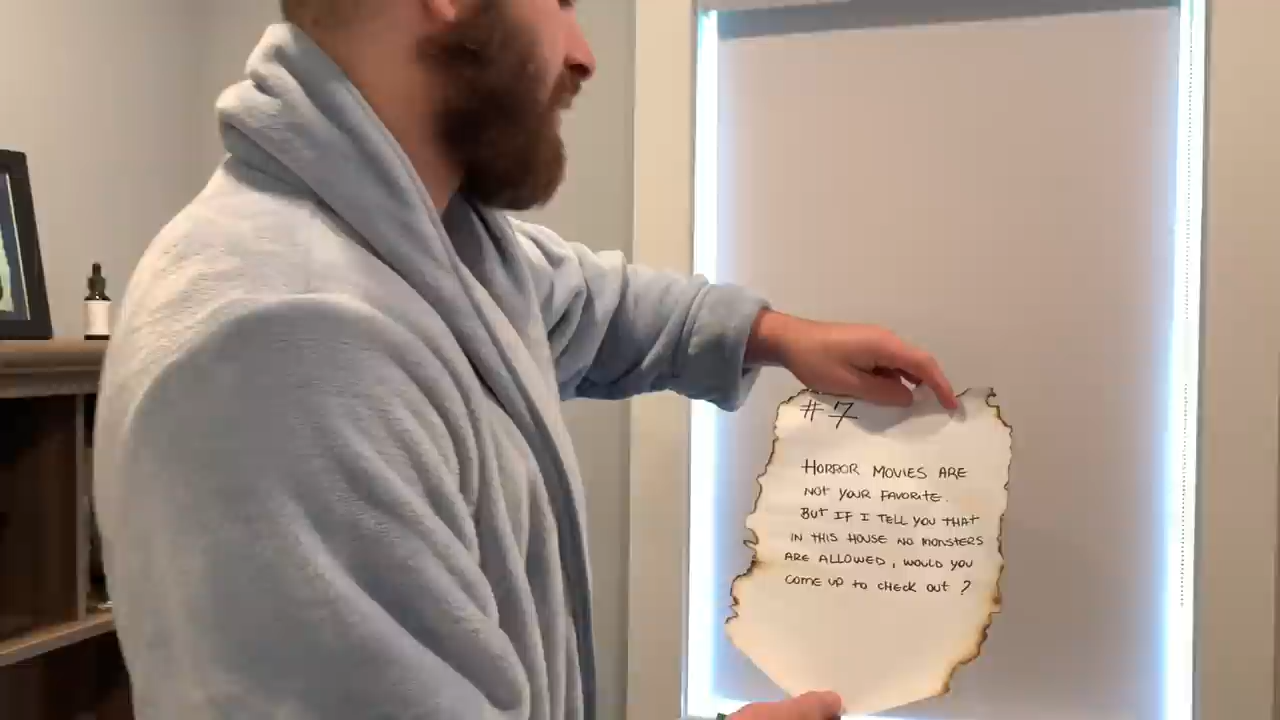 #7
HORROR MOVIES ARE
NOT YOUR FAVORITE.
BUT IF I TELL YOU THAT
IN THIS HOUSE NO MONSTERS
ARE ALLOWED, WOULD YOU
COME UP TO CHECK OUT?